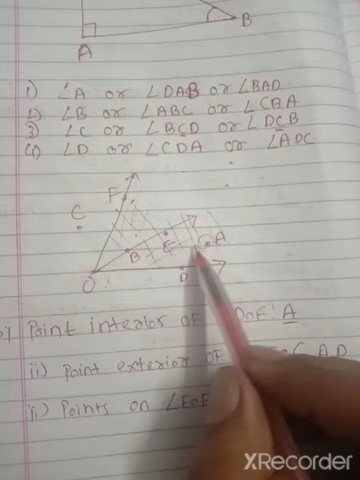 B
A
1) ∠A or ∠DAB or ∠BAD
2) ∠B or ∠ABC or ∠CBA
3) ∠C or ∠BCD or ∠DCB
4) ∠D or ∠CDA or ∠ADC
F
C
E
A
B
O
D
i) Point interior of DOE: A
ii) Point exterior of
iii) Points on ∠EOF
XRecorder